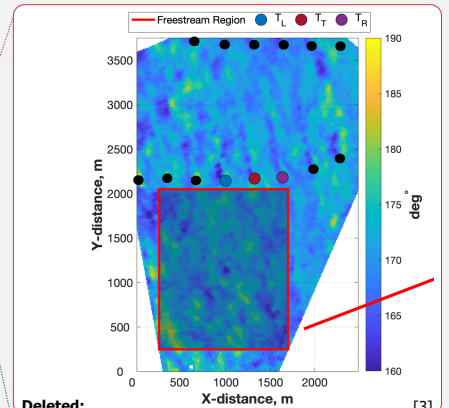 Freestream Region T_L T_T T_R
3500
3000
2500
2000
1500
1000
500
0
Y-distance, m
0 500 1000 1500 2000
X-distance, m
190
185
180
175
170
165
160
deg°
Deleted: [3]